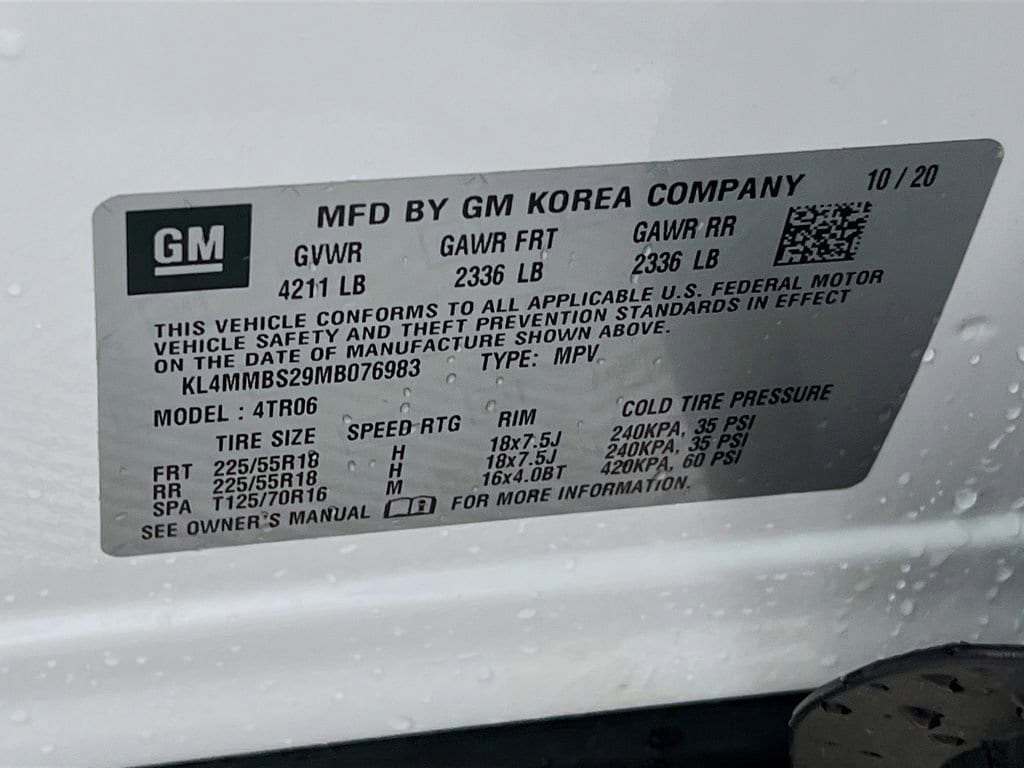 GM
MFD BY GM KOREA COMPANY 10/20
GVWR GAWR FRT GAWR RR
4211 LB 2336 LB 2336 LB
THIS VEHICLE CONFORMS TO ALL APPLICABLE U.S. FEDERAL MOTOR
VEHICLE SAFETY AND THEFT PREVENTION STANDARDS IN EFFECT
ON THE DATE OF MANUFACTURE SHOWN ABOVE.
KL4MMBS29MB076983 TYPE: MPV
MODEL : 4TR06
TIRE SIZE SPEED RTG RIM COLD TIRE PRESSURE
FRT 225/55R18 H 18x7.5J 240KPA, 35 PSI
RR 225/55R18 H 18x7.5J 240KPA, 35 PSI
SPA T125/70R16 M 16x4.0BT 420KPA, 60 PSI
SEE OWNER'S MANUAL FOR MORE INFORMATION.